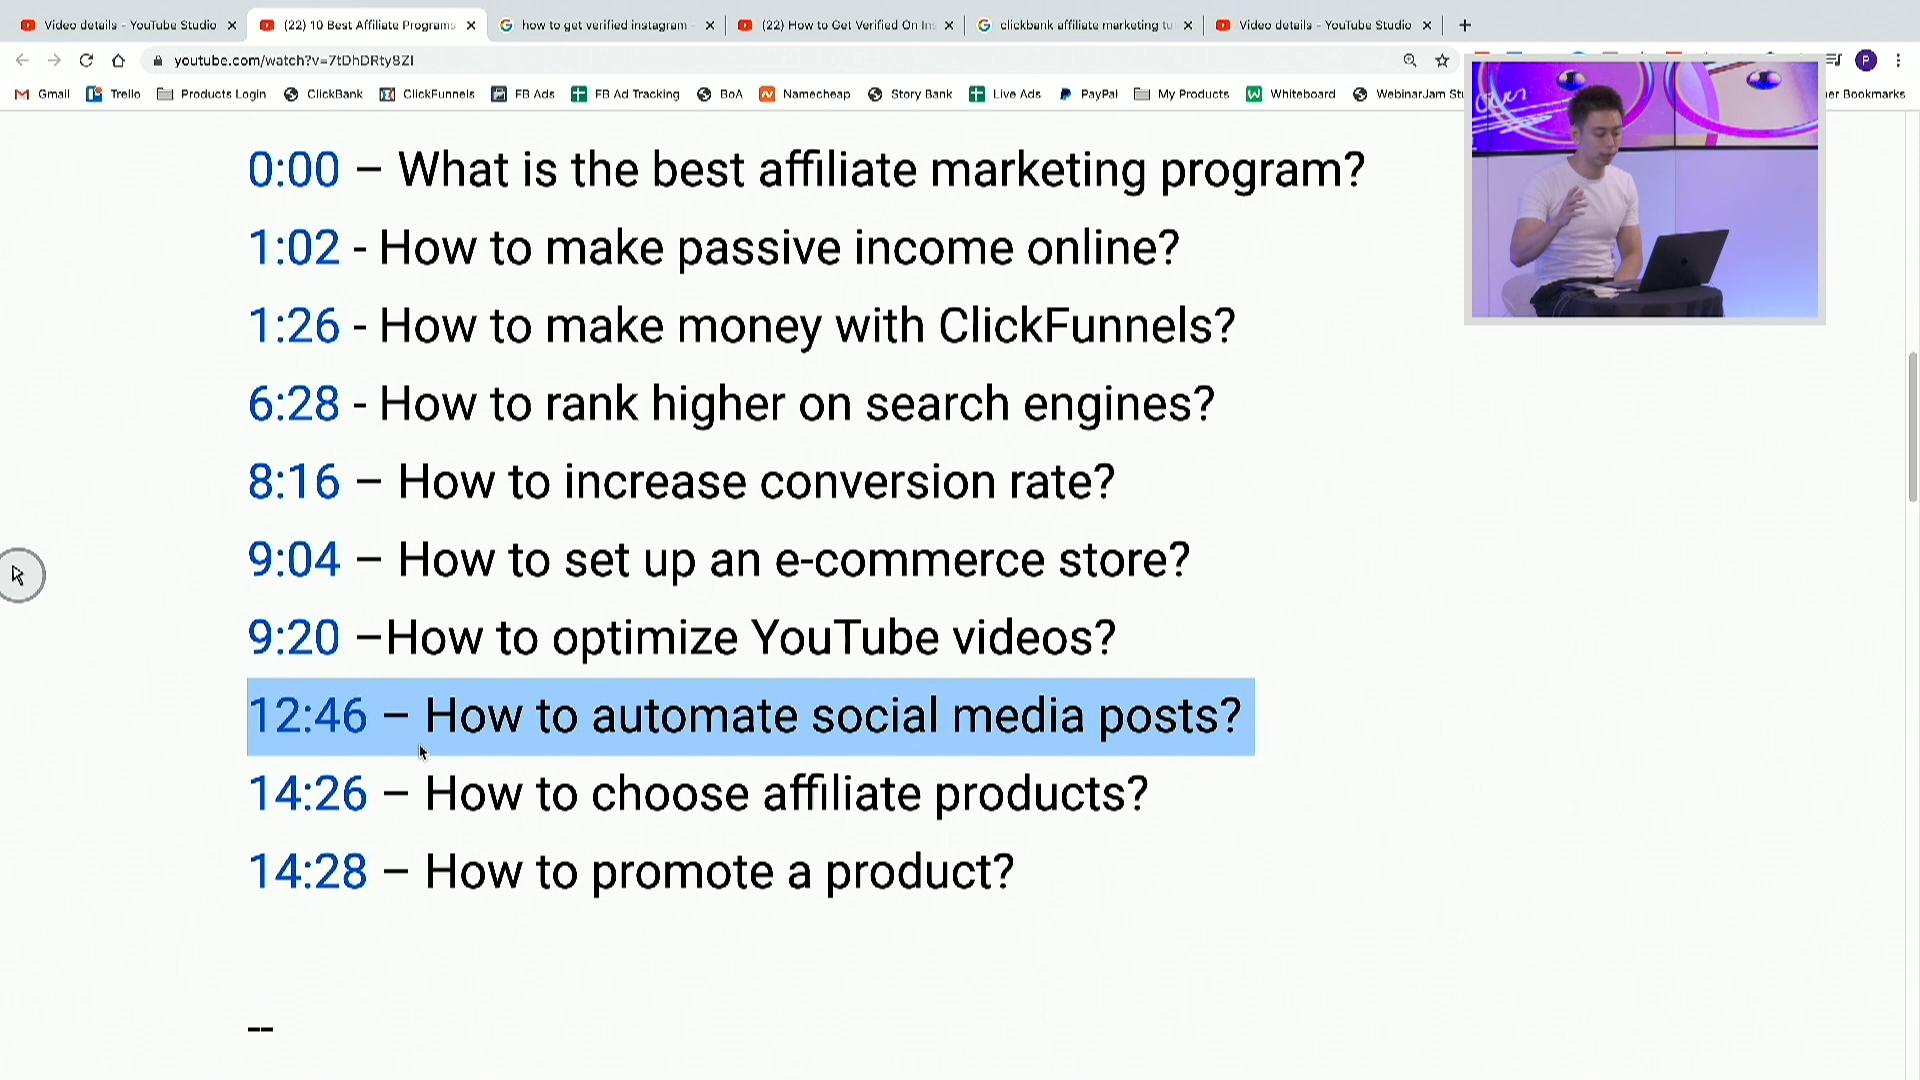 Video details - YouTube Studio
(22) 10 Best Affiliate Programs
how to get verified instagram
(22) How to Get Verified On Ins
clickbank affiliate marketing tu
Video details - YouTube Studio
youtube.com/watch?v=7tDhDRty8ZI
P
Gmail
Trello
Products Login
ClickBank
ClickFunnels
FB Ads
FB Ad Tracking
BoA
Namecheap
Story Bank
Live Ads
PayPal
My Products
Whiteboard
WebinarJam Stu
er Bookmarks
0:00 – What is the best affiliate marketing program?
1:02 - How to make passive income online?
1:26 - How to make money with ClickFunnels?
6:28 - How to rank higher on search engines?
8:16 – How to increase conversion rate?
9:04 – How to set up an e-commerce store?
9:20 –How to optimize YouTube videos?
12:46 – How to automate social media posts?
14:26 – How to choose affiliate products?
14:28 – How to promote a product?
--